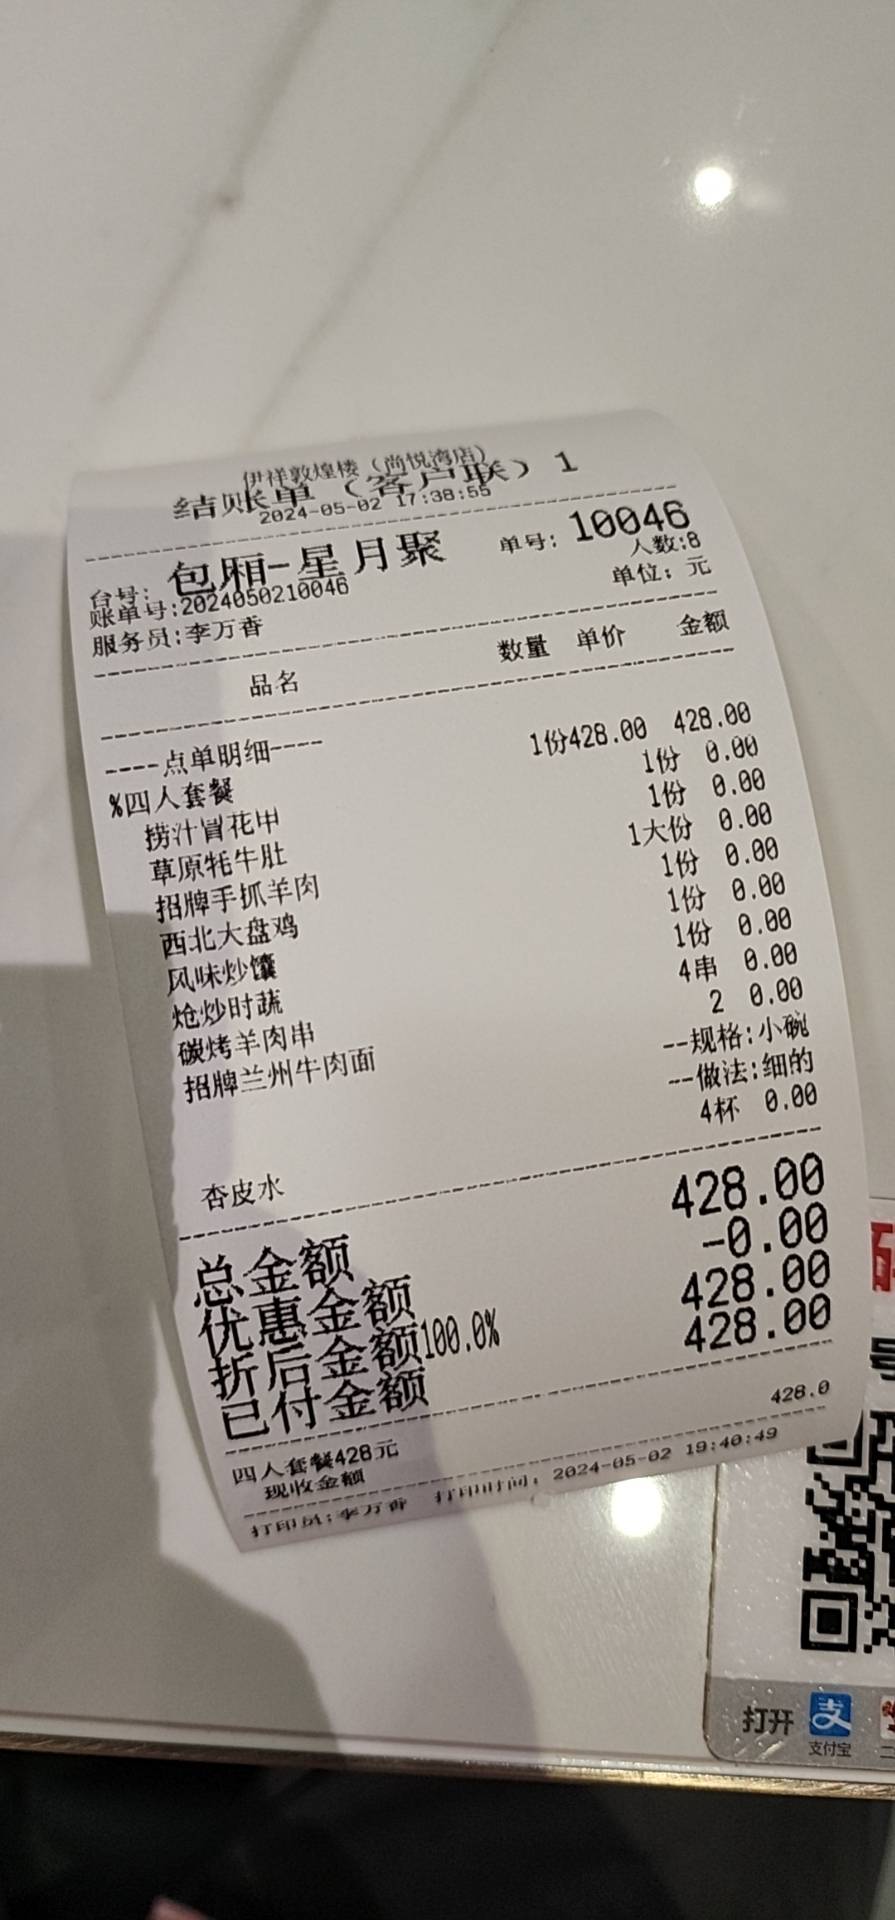 伊祥敦煌楼（尚悦湾店）
结账单（客户联）1
2024-05-02 17:38:55
台号: 包厢-星月聚 单号: 10046
账单号:2024050210046 人数:8
服务员:李万香 单位: 元
品名 数量 单价 金额
----点单明细----
%四人套餐 1份428.00 428.00
捞汁冒花甲 1份 0.00
草原牦牛肚 1份 0.00
招牌手抓羊肉 1大份 0.00
西北大盘鸡 1份 0.00
风味炒馕 1份 0.00
炝炒时蔬 1份 0.00
碳烤羊肉串 4串 0.00
招牌兰州牛肉面 2 0.00
--规格:小碗
--做法:细的
杏皮水 4杯 0.00
总金额 428.00
优惠金额 -0.00
折后金额100.0% 428.00
已付金额 428.00
四人套餐428元 428.0
现收金额
打印员:李万香 打印时间: 2024-05-02 19:40:49
号
打开
支
支付宝